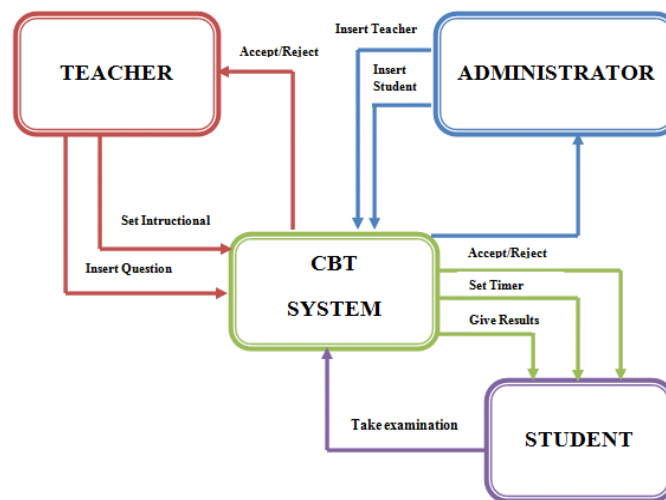 Insert Teacher
Accept/Reject
TEACHER
Insert
Student
ADMINISTRATOR
Set Intructional
Insert Question
CBT
SYSTEM
Accept/Reject
Set Timer
Give Results
Take examination
STUDENT